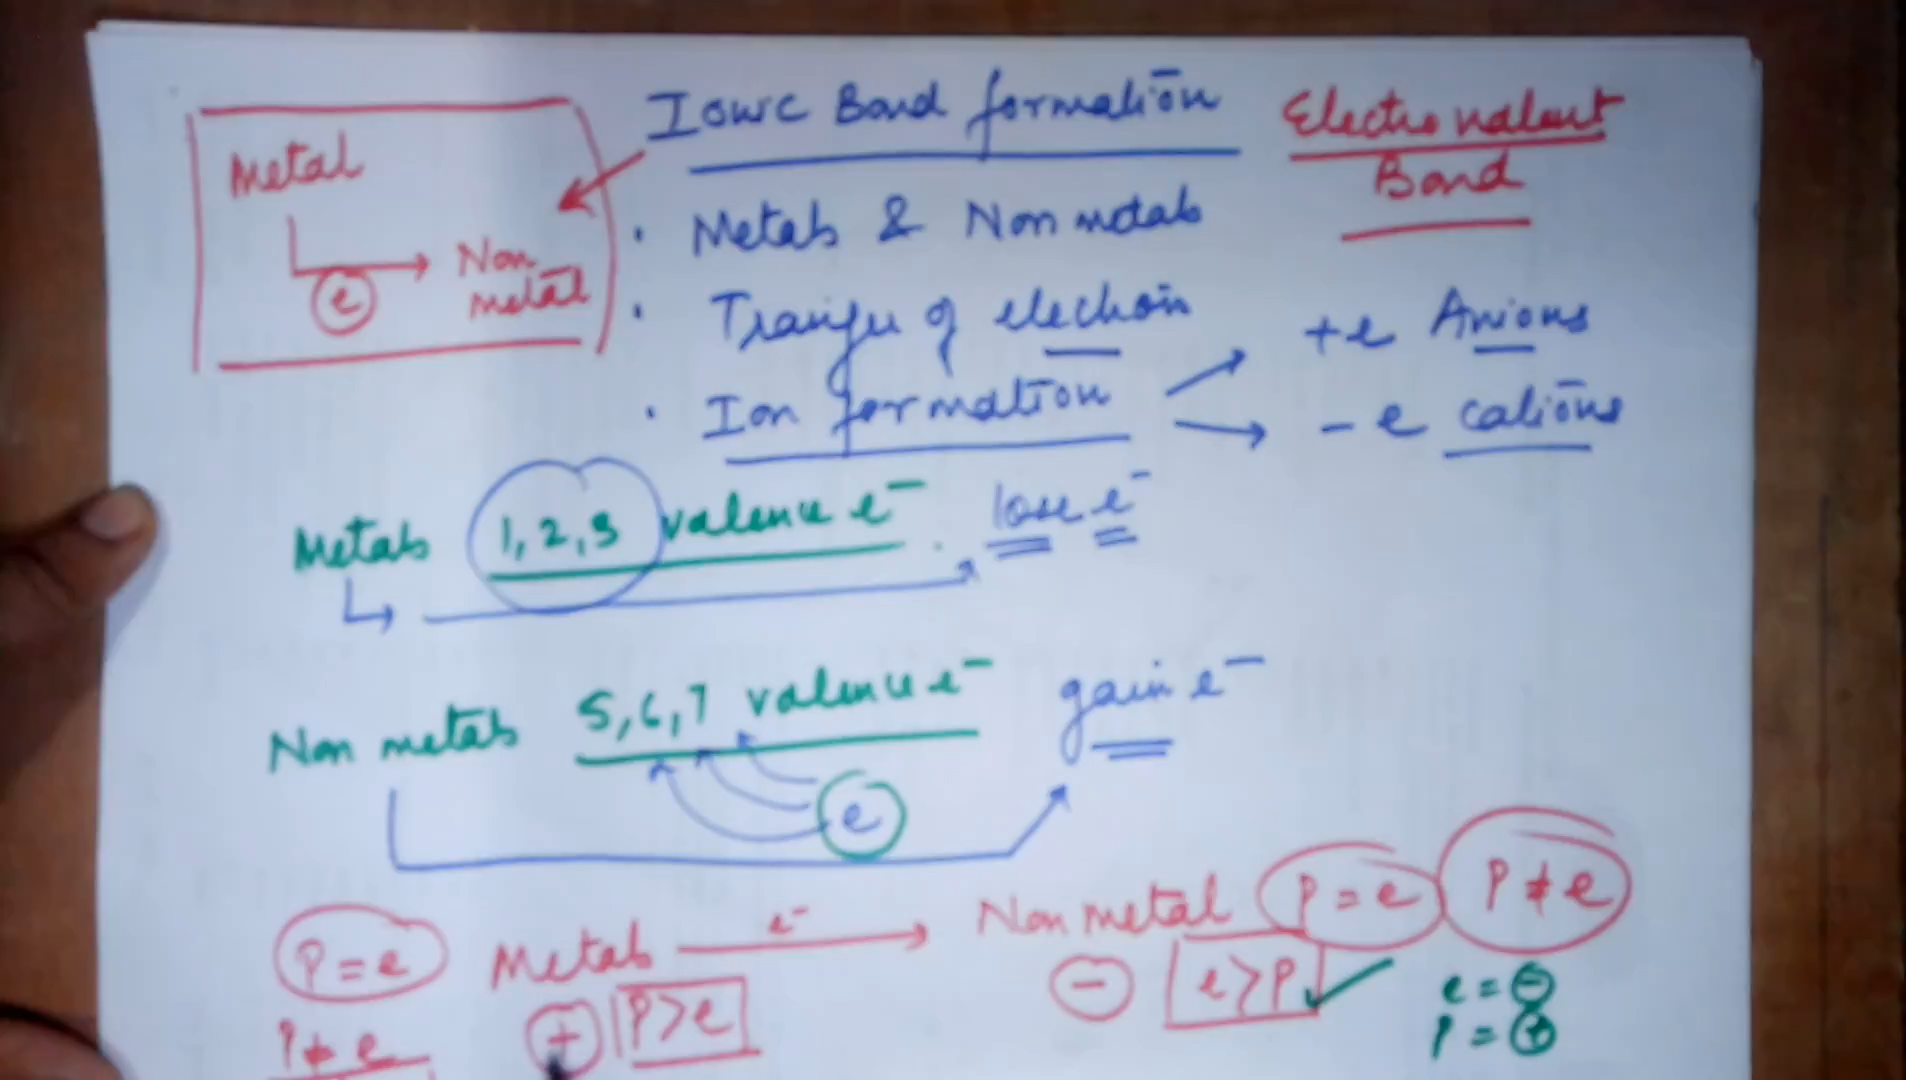 Ionic Bond formation
Electrovalent
Bond
Metal
e
Non
metal
• Metals & Non metals
• Transfer of electron
+e Anions
• Ion formation
- e cations
Metals 1, 2, 3 valence e⁻. lose e⁻
Non metals 5, 6, 7 valence e⁻ gain e⁻
e
P = e Metals e⁻ Non metal P = e P ≠ e
+ P > e - e > P
P ≠ e
e = -
P = +